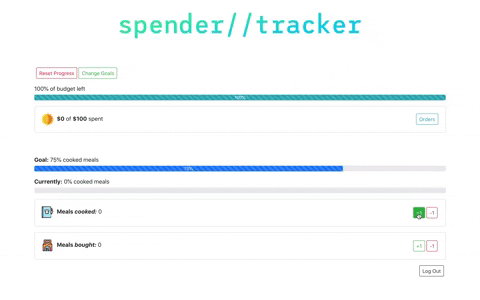 spender//tracker
Reset Progress Change Goals
100% of budget left
100%
$0 of $100 spent Orders
Goal: 75% cooked meals
75%
Currently: 0% cooked meals
Meals cooked: 0 -1
Meals bought: 0 +1 -1
Log Out